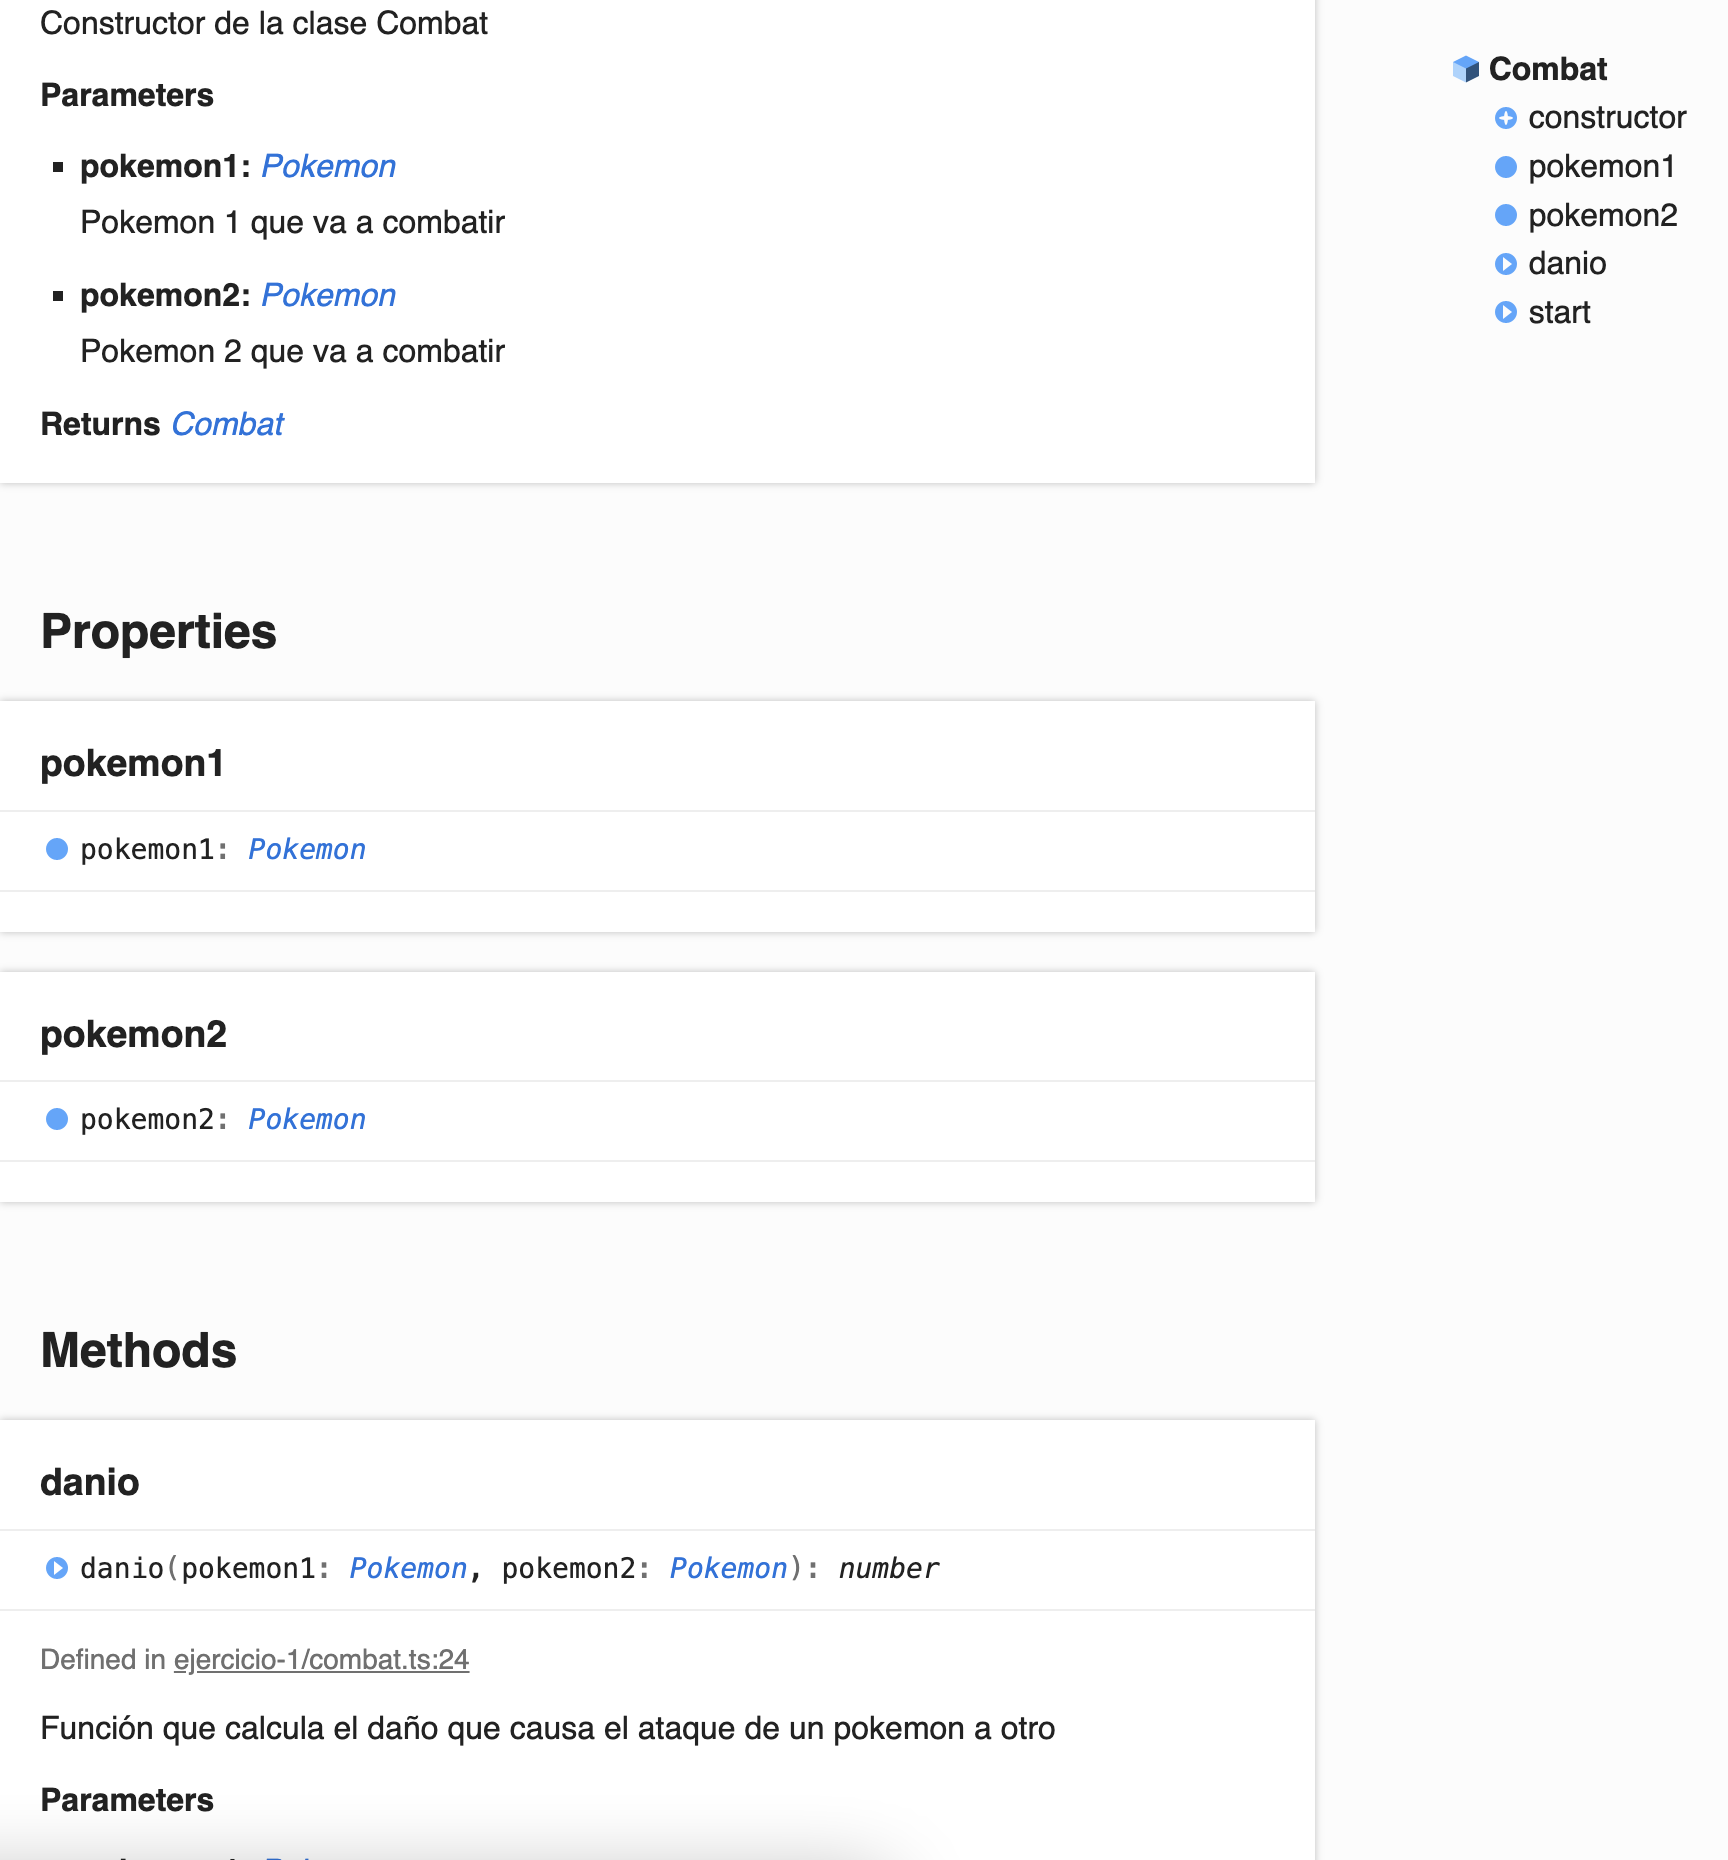 Constructor de la clase Combat
Parameters
pokemon1: Pokemon
Pokemon 1 que va a combatir
pokemon2: Pokemon
Pokemon 2 que va a combatir
Returns Combat
Properties
pokemon1
pokemon1: Pokemon
pokemon2
pokemon2: Pokemon
Methods
danio
danio(pokemon1: Pokemon, pokemon2: Pokemon): number
Defined in ejercicio-1/combat.ts:24
Función que calcula el daño que causa el ataque de un pokemon a otro
Parameters
Combat
constructor
pokemon1
pokemon2
danio
start